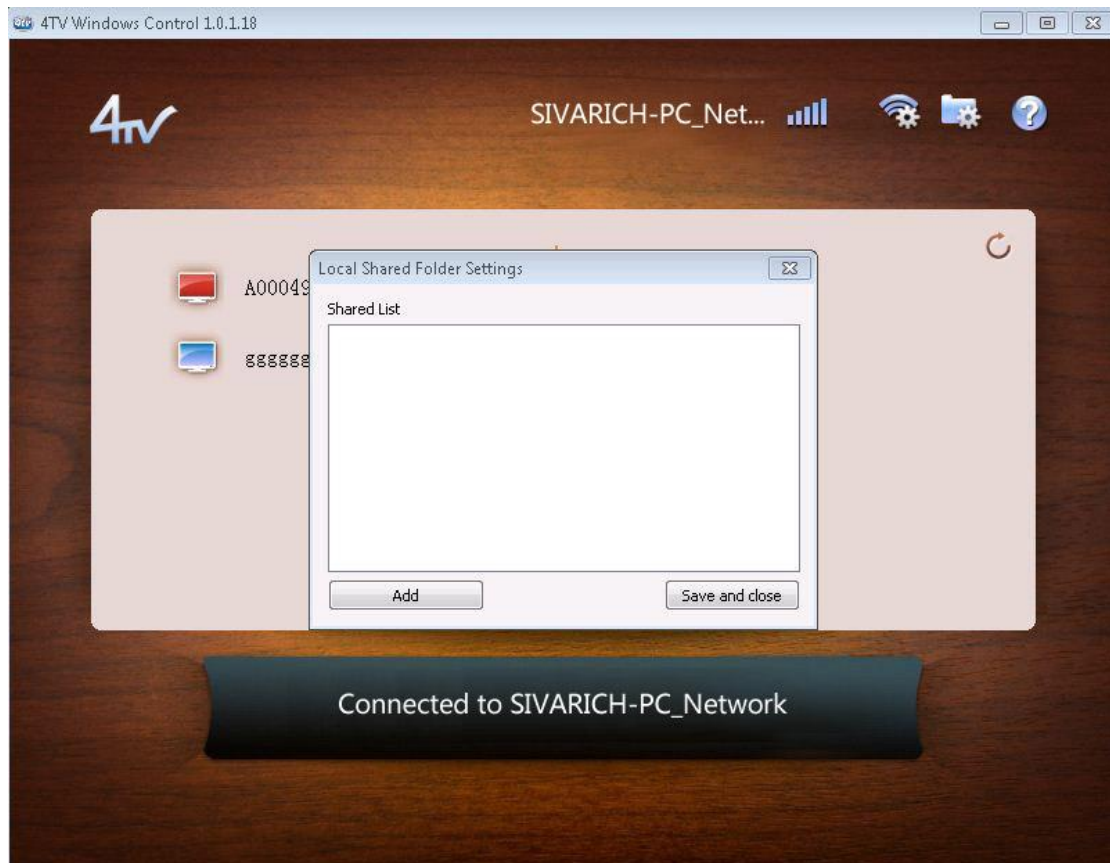 4TV Windows Control 1.0.1.18
4TV
SIVARICH-PC_Net...
Local Shared Folder Settings
A00049
Shared List
gggggg
Add
Save and close
Connected to SIVARICH-PC_Network